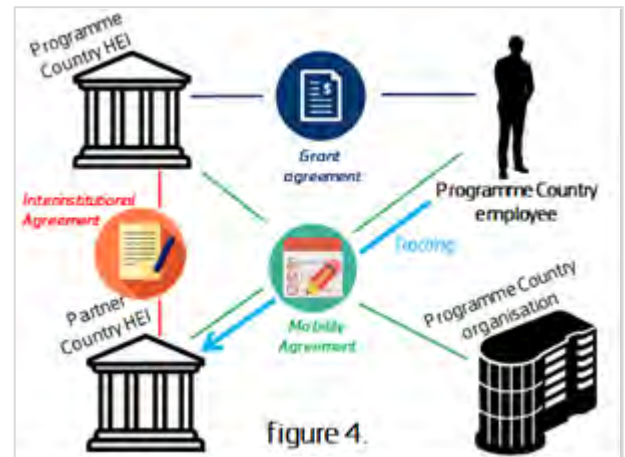 Programme
Country HEI
Grant
agreement
Programme Country
employee
Interinstitutional
Agreement
Teaching
Partner
Country HEI
Mobility
Agreement
Programme Country
organisation
figure 4.